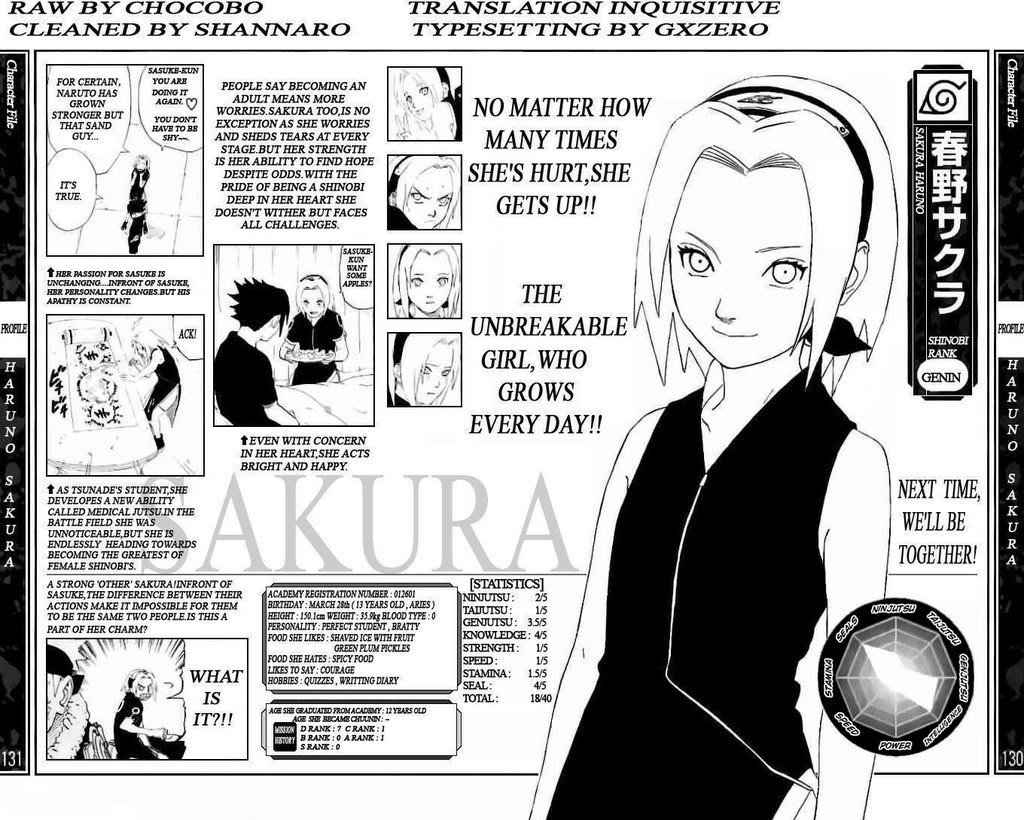 RAW BY CHOCOBO
CLEANED BY SHANNARO
TRANSLATION INQUISITIVE
TYPESETTING BY GXZERO
Character File
PROFILE
HARUNO SAKURA
131
FOR CERTAIN,
NARUTO HAS
GROWN
STRONGER BUT
THAT SAND
GUY...
SASUKE-KUN
YOU ARE
DOING IT
AGAIN.♡
YOU DON'T
HAVE TO BE
SHY~~.
IT'S
TRUE.
⬆HER PASSION FOR SASUKE IS
UNCHANGING....INFRONT OF SASUKE,
HER PERSONALITY CHANGES.BUT HIS
APATHY IS CONSTANT.
ACK!
⬆AS TSUNADE'S STUDENT,SHE
DEVELOPES A NEW ABILITY
CALLED MEDICAL JUTSU.IN THE
BATTLE FIELD SHE WAS
UNNOTICEABLE,BUT SHE IS
ENDLESSLY HEADING TOWARDS
BECOMING THE GREATEST OF
FEMALE SHINOBI'S.
PEOPLE SAY BECOMING AN
ADULT MEANS MORE
WORRIES.SAKURA TOO,IS NO
EXCEPTION AS SHE WORRIES
AND SHEDS TEARS AT EVERY
STAGE.BUT HER STRENGTH
IS HER ABILITY TO FIND HOPE
DESPITE ODDS.WITH THE
PRIDE OF BEING A SHINOBI
DEEP IN HER HEART SHE
DOESN'T WITHER BUT FACES
ALL CHALLENGES.
SASUKE-
KUN
WANT
SOME
APPLES?
⬆EVEN WITH CONCERN
IN HER HEART,SHE ACTS
BRIGHT AND HAPPY.
NO MATTER HOW
MANY TIMES
SHE'S HURT,SHE
GETS UP!!
THE
UNBREAKABLE
GIRL,WHO
GROWS
EVERY DAY!!
SAKURA
春野サクラ
SAKURA HARUNO
SHINOBI
RANK
GENIN
NEXT TIME,
WE'LL BE
TOGETHER!
A STRONG 'OTHER' SAKURA!INFRONT OF
SASUKE,THE DIFFERENCE BETWEEN THEIR
ACTIONS MAKE IT IMPOSSIBLE FOR THEM
TO BE THE SAME TWO PEOPLE.IS THIS A
PART OF HER CHARM?
WHAT
IS
IT?!!
ACADEMY REGISTRATION NUMBER : 012601
BIRTHDAY : MARCH 28th ( 13 YEARS OLD , ARIES )
HEIGHT : 150.1cm WEIGHT : 35.9kg BLOOD TYPE : 0
PERSONALITY : PERFECT STUDENT , BRATTY
FOOD SHE LIKES : SHAVED ICE WITH FRUIT
GREEN PLUM PICKLES
FOOD SHE HATES : SPICY FOOD
LIKES TO SAY : COURAGE
HOBBIES : QUIZZES , WRITTING DIARY
AGE SHE GRADUATED FROM ACADEMY : 12 YEARS OLD
AGE SHE BECAME CHUUNIN : --
MISSION
HISTORY
D RANK : 7 C RANK : 1
B RANK : 0 A RANK : 1
S RANK : 0
[STATISTICS]
NINJUTSU : 2/5
TAIJUTSU : 1/5
GENJUTSU : 3.5/5
KNOWLEDGE : 4/5
STRENGTH : 1/5
SPEED : 1/5
STAMINA : 1.5/5
SEAL : 4/5
TOTAL : 18/40
NINJUTSU
TAIJUTSU
GENJUTSU
INTELLIGENCE
POWER
SPEED
STAMINA
SEALS
Character File
PROFILE
HARUNO SAKURA
130